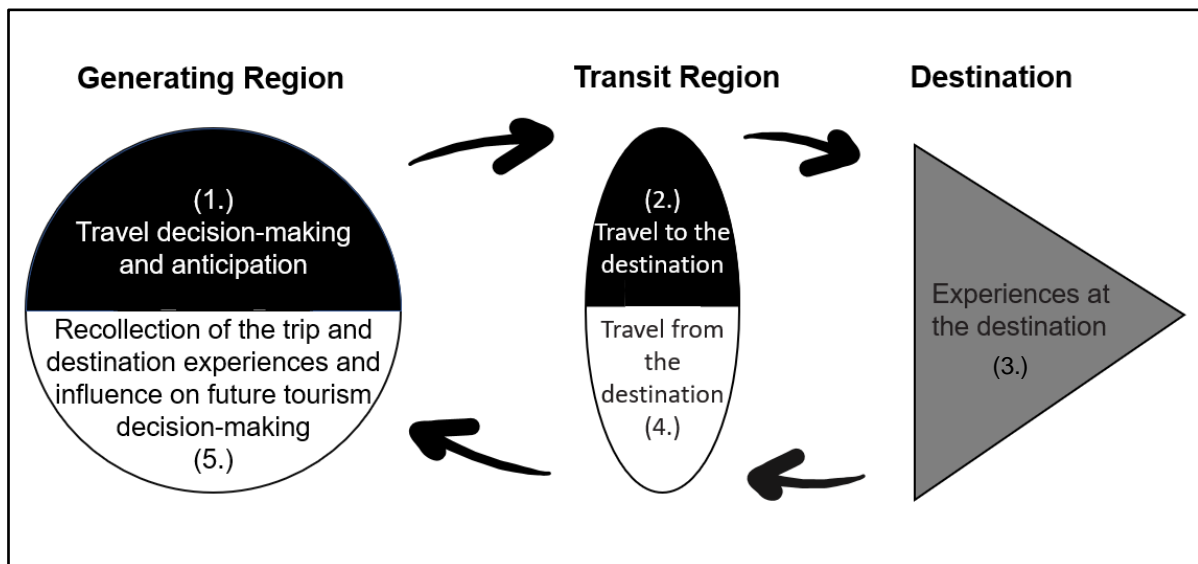 Generating Region
Transit Region
Destination
(1.)
Travel decision-making
and anticipation
Recollection of the trip and
destination experiences and
influence on future tourism
decision-making
(5.)
(2.)
Travel to the
destination
Travel from
the
destination
(4.)
Experiences at
the destination
(3.)